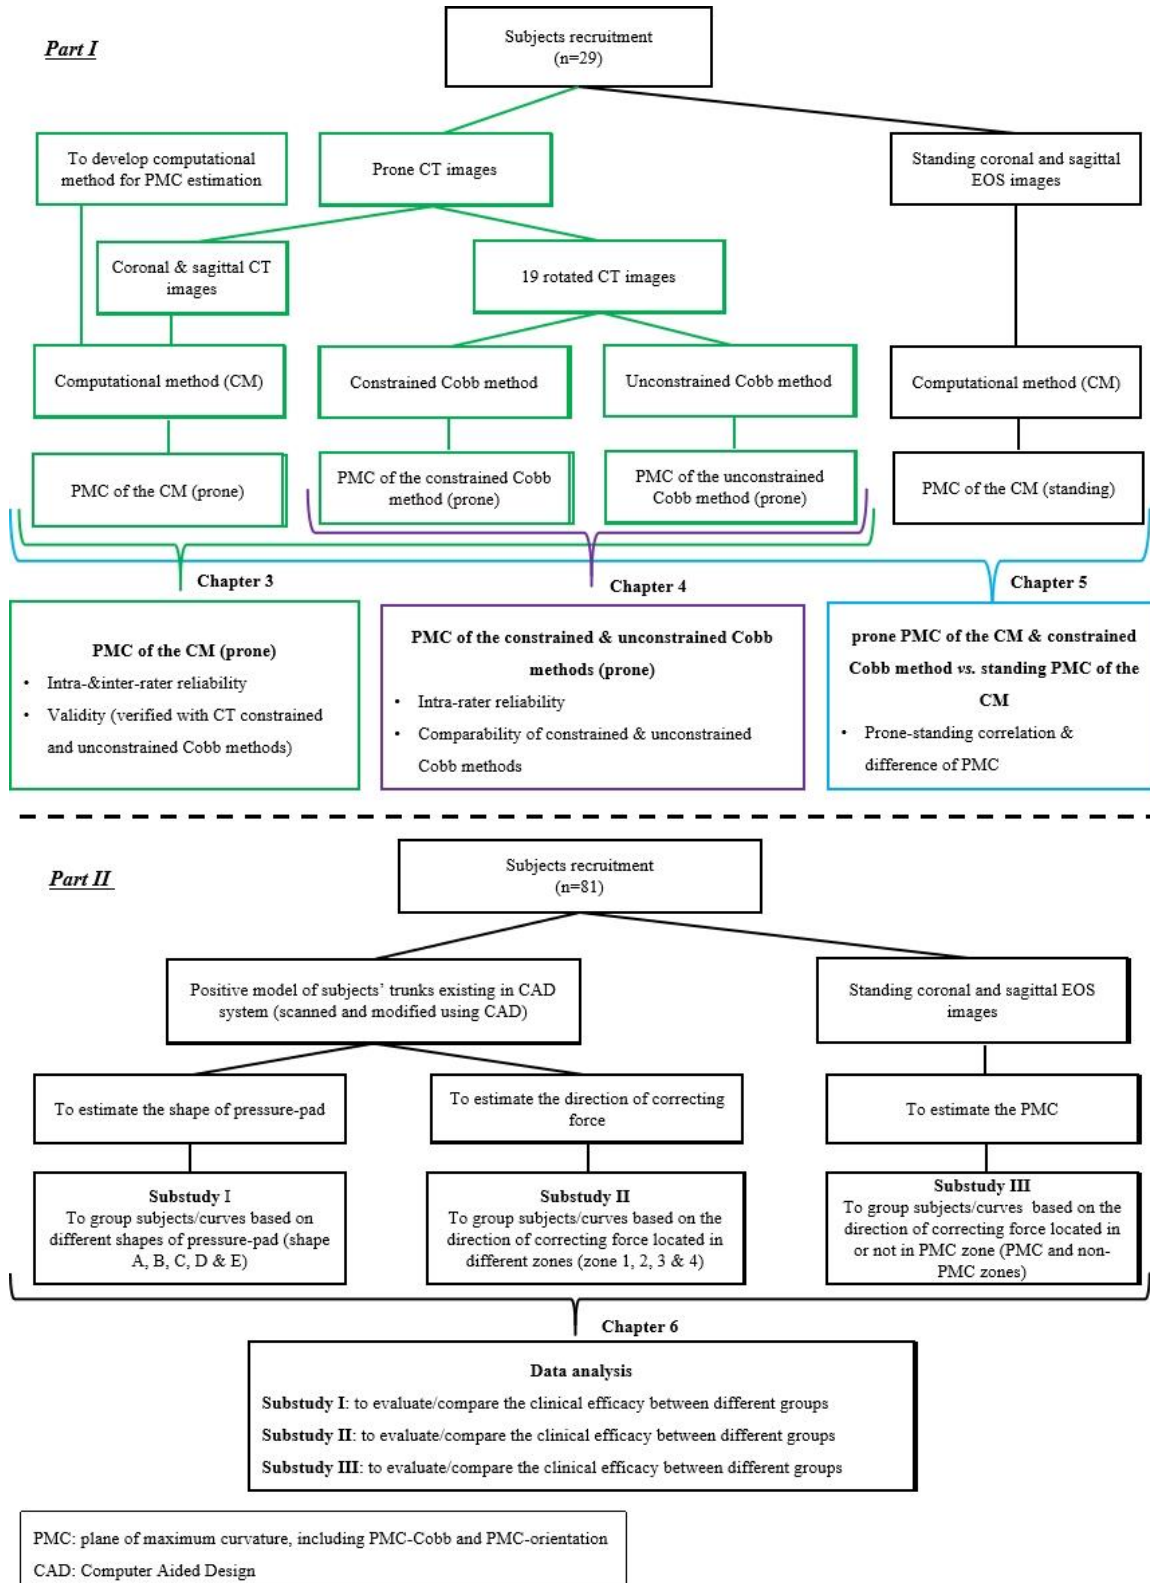 Part I
Subjects recruitment
(n=29)
To develop computational
method for PMC estimation
Prone CT images
Standing coronal and sagittal
EOS images
Coronal & sagittal CT
images
19 rotated CT images
Computational method (CM)
Constrained Cobb method
Unconstrained Cobb method
Computational method (CM)
PMC of the CM (prone)
PMC of the constrained Cobb
method (prone)
PMC of the unconstrained
Cobb method (prone)
PMC of the CM (standing)
Chapter 3
Chapter 4
Chapter 5
PMC of the CM (prone)
• Intra-&inter-rater reliability
• Validity (verified with CT constrained
and unconstrained Cobb methods)
PMC of the constrained & unconstrained Cobb
methods (prone)
• Intra-rater reliability
• Comparability of constrained & unconstrained
Cobb methods
prone PMC of the CM & constrained
Cobb method vs. standing PMC of the
CM
• Prone-standing correlation &
difference of PMC
Part II
Subjects recruitment
(n=81)
Positive model of subjects’ trunks existing in CAD
system (scanned and modified using CAD)
Standing coronal and sagittal EOS
images
To estimate the shape of pressure-pad
To estimate the direction of correcting
force
To estimate the PMC
Substudy I
To group subjects/curves based on
different shapes of pressure-pad (shape
A, B, C, D & E)
Substudy II
To group subjects/curves based on the
direction of correcting force located in
different zones (zone 1, 2, 3 & 4)
Substudy III
To group subjects/curves based on the
direction of correcting force located in
or not in PMC zone (PMC and non-
PMC zones)
Chapter 6
Data analysis
Substudy I: to evaluate/compare the clinical efficacy between different groups
Substudy II: to evaluate/compare the clinical efficacy between different groups
Substudy III: to evaluate/compare the clinical efficacy between different groups
PMC: plane of maximum curvature, including PMC-Cobb and PMC-orientation
CAD: Computer Aided Design